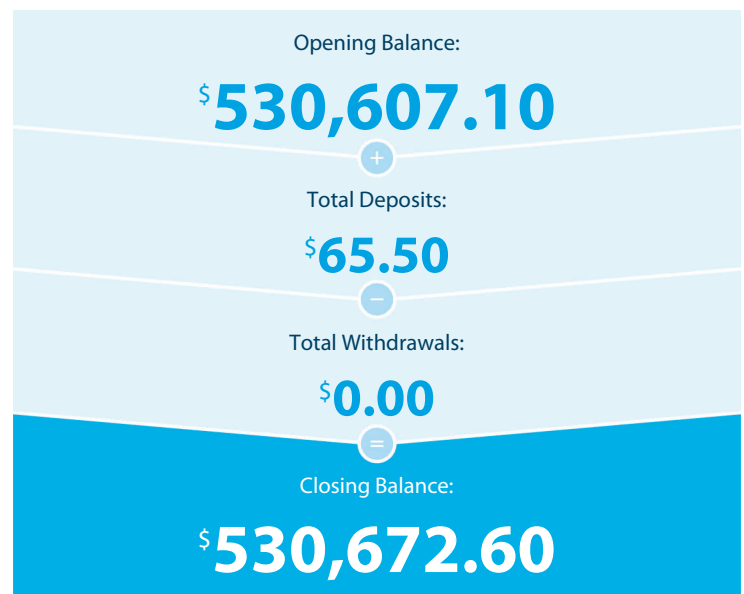 Opening Balance:
$530,607.10
+
Total Deposits:
$65.50
−
Total Withdrawals:
$0.00
=
Closing Balance:
$530,672.60